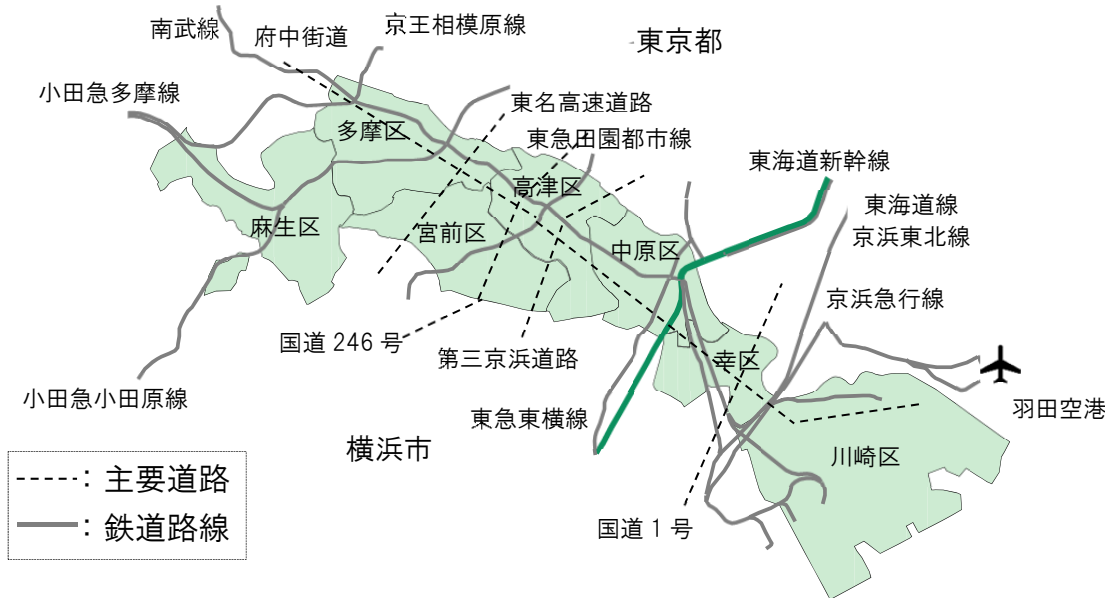 南武線
府中街道
京王相模原線
東京都
小田急多摩線
東名高速道路
多摩区
東急田園都市線
東海道新幹線
高津区
東海道線
京浜東北線
麻生区
宮前区
中原区
京浜急行線
国道 246 号
第三京浜道路
幸区
小田急小田原線
東急東横線
羽田空港
横浜市
川崎区
：主要道路
国道 1 号
：鉄道路線